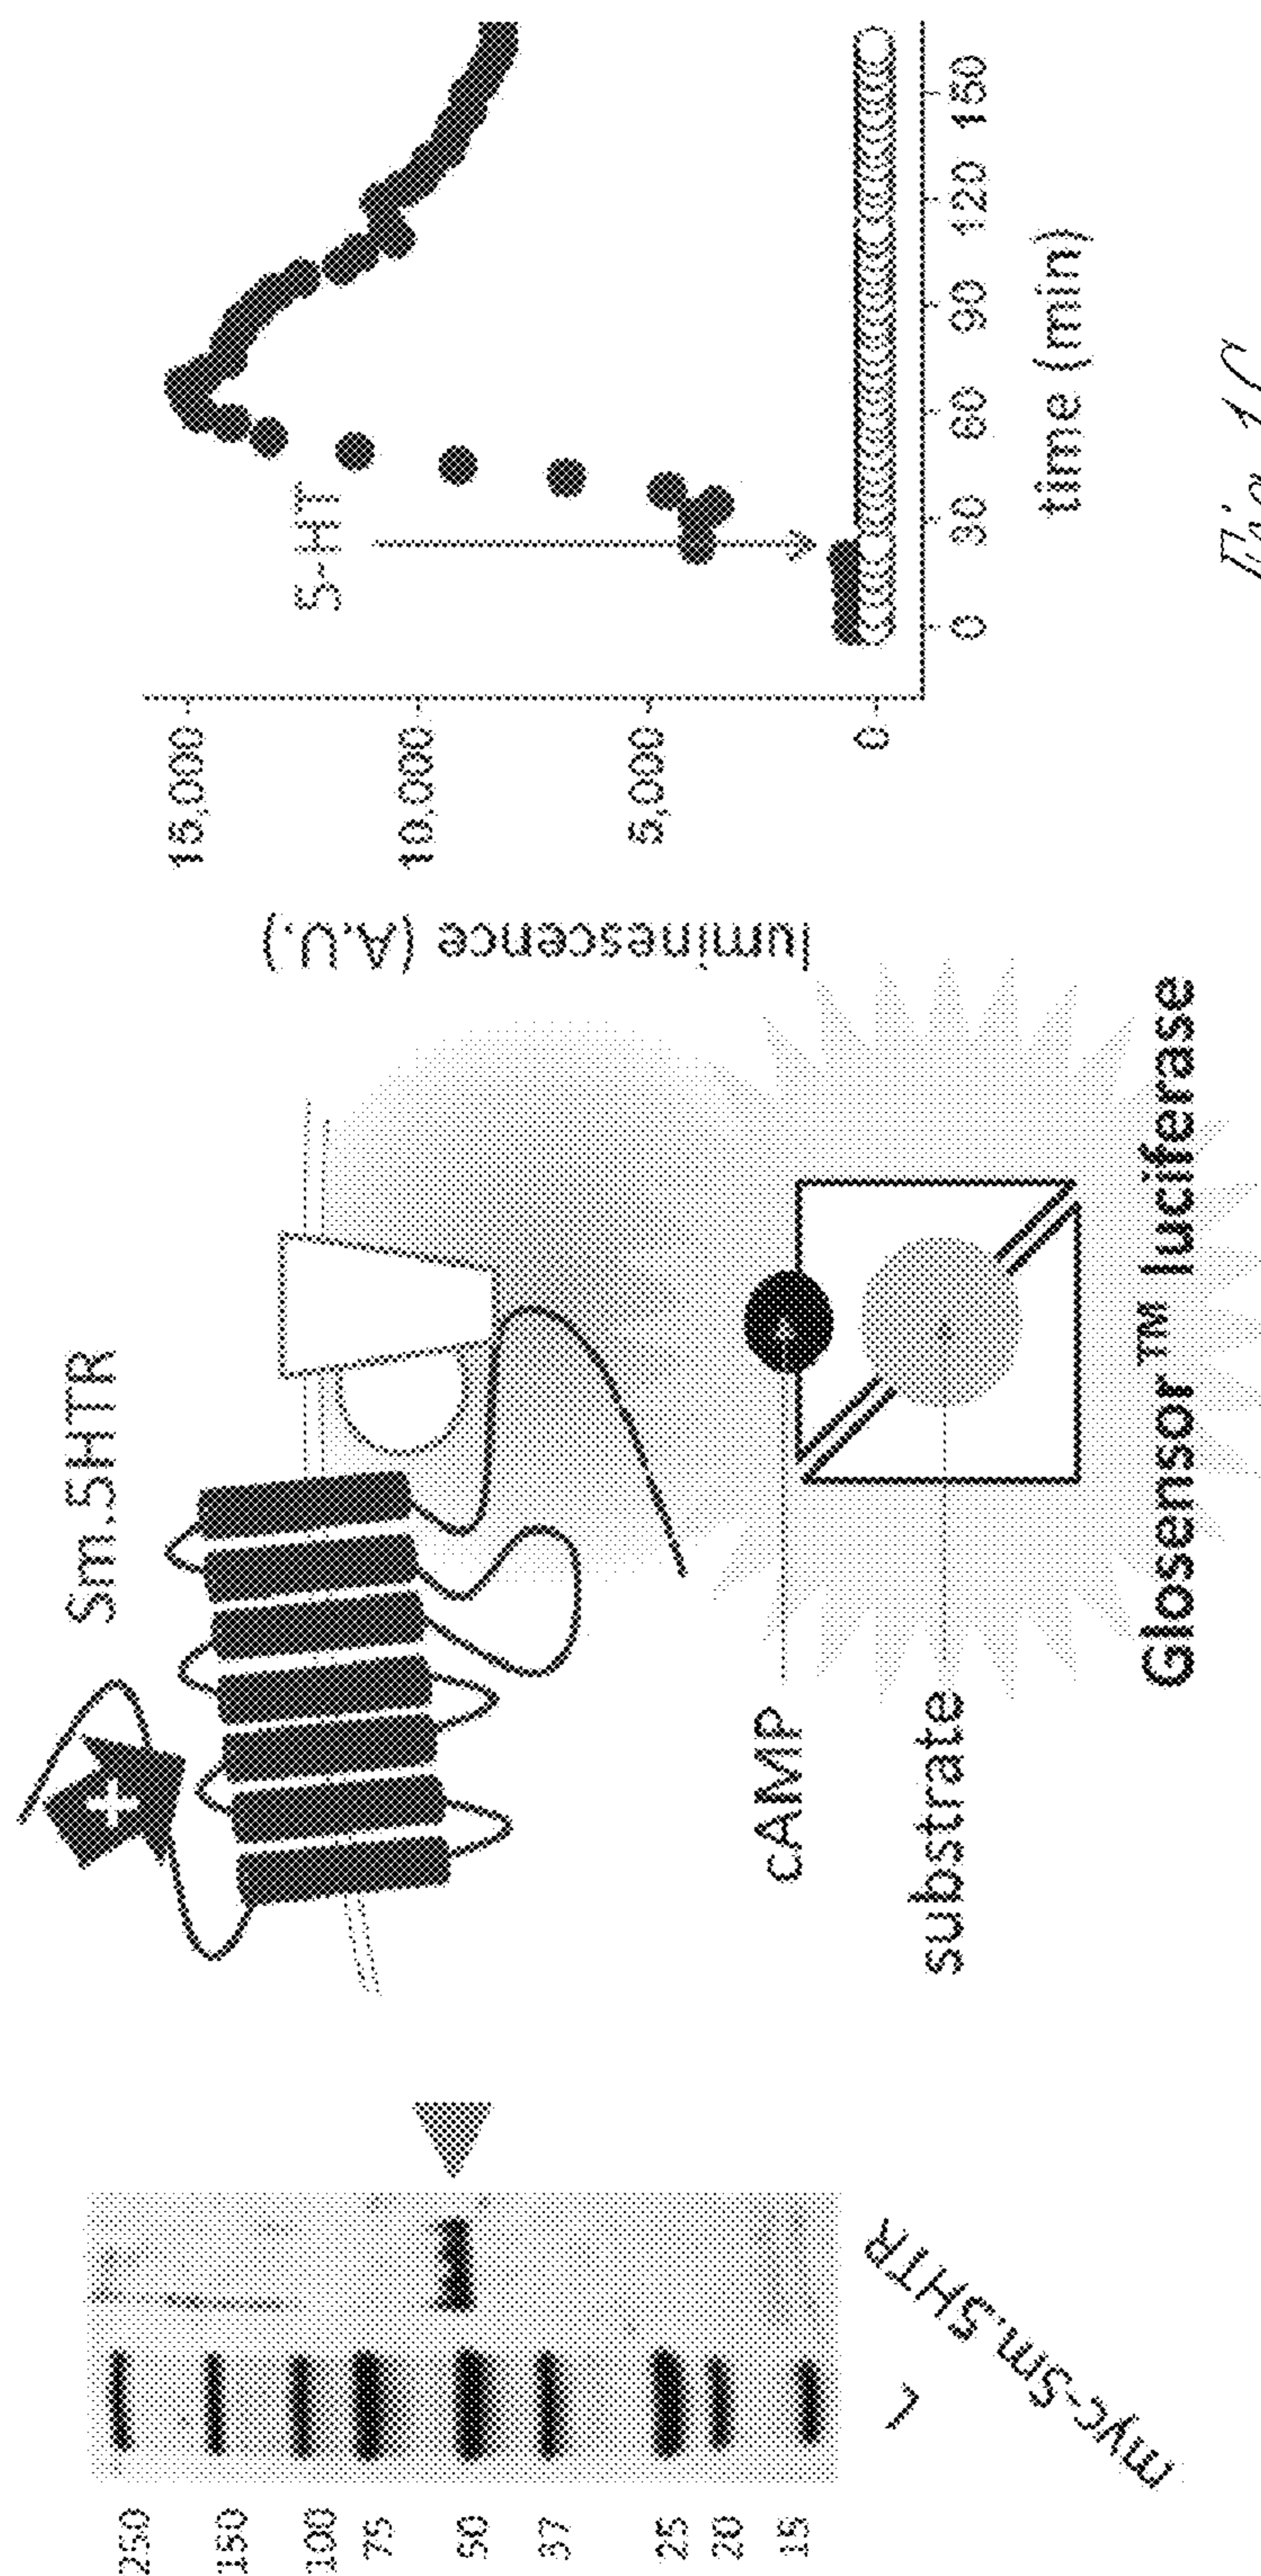 250
150
100
75
50
37
25
20
15
L
myc-Sm.5HTR
Sm.5HTR
cAMP
substrate
Glosensor™ luciferase
luminescence (A.U.)
15,000
10,000
5,000
0
5-HT
0 30 60 90 120 150
time (min)
Fig. 1C